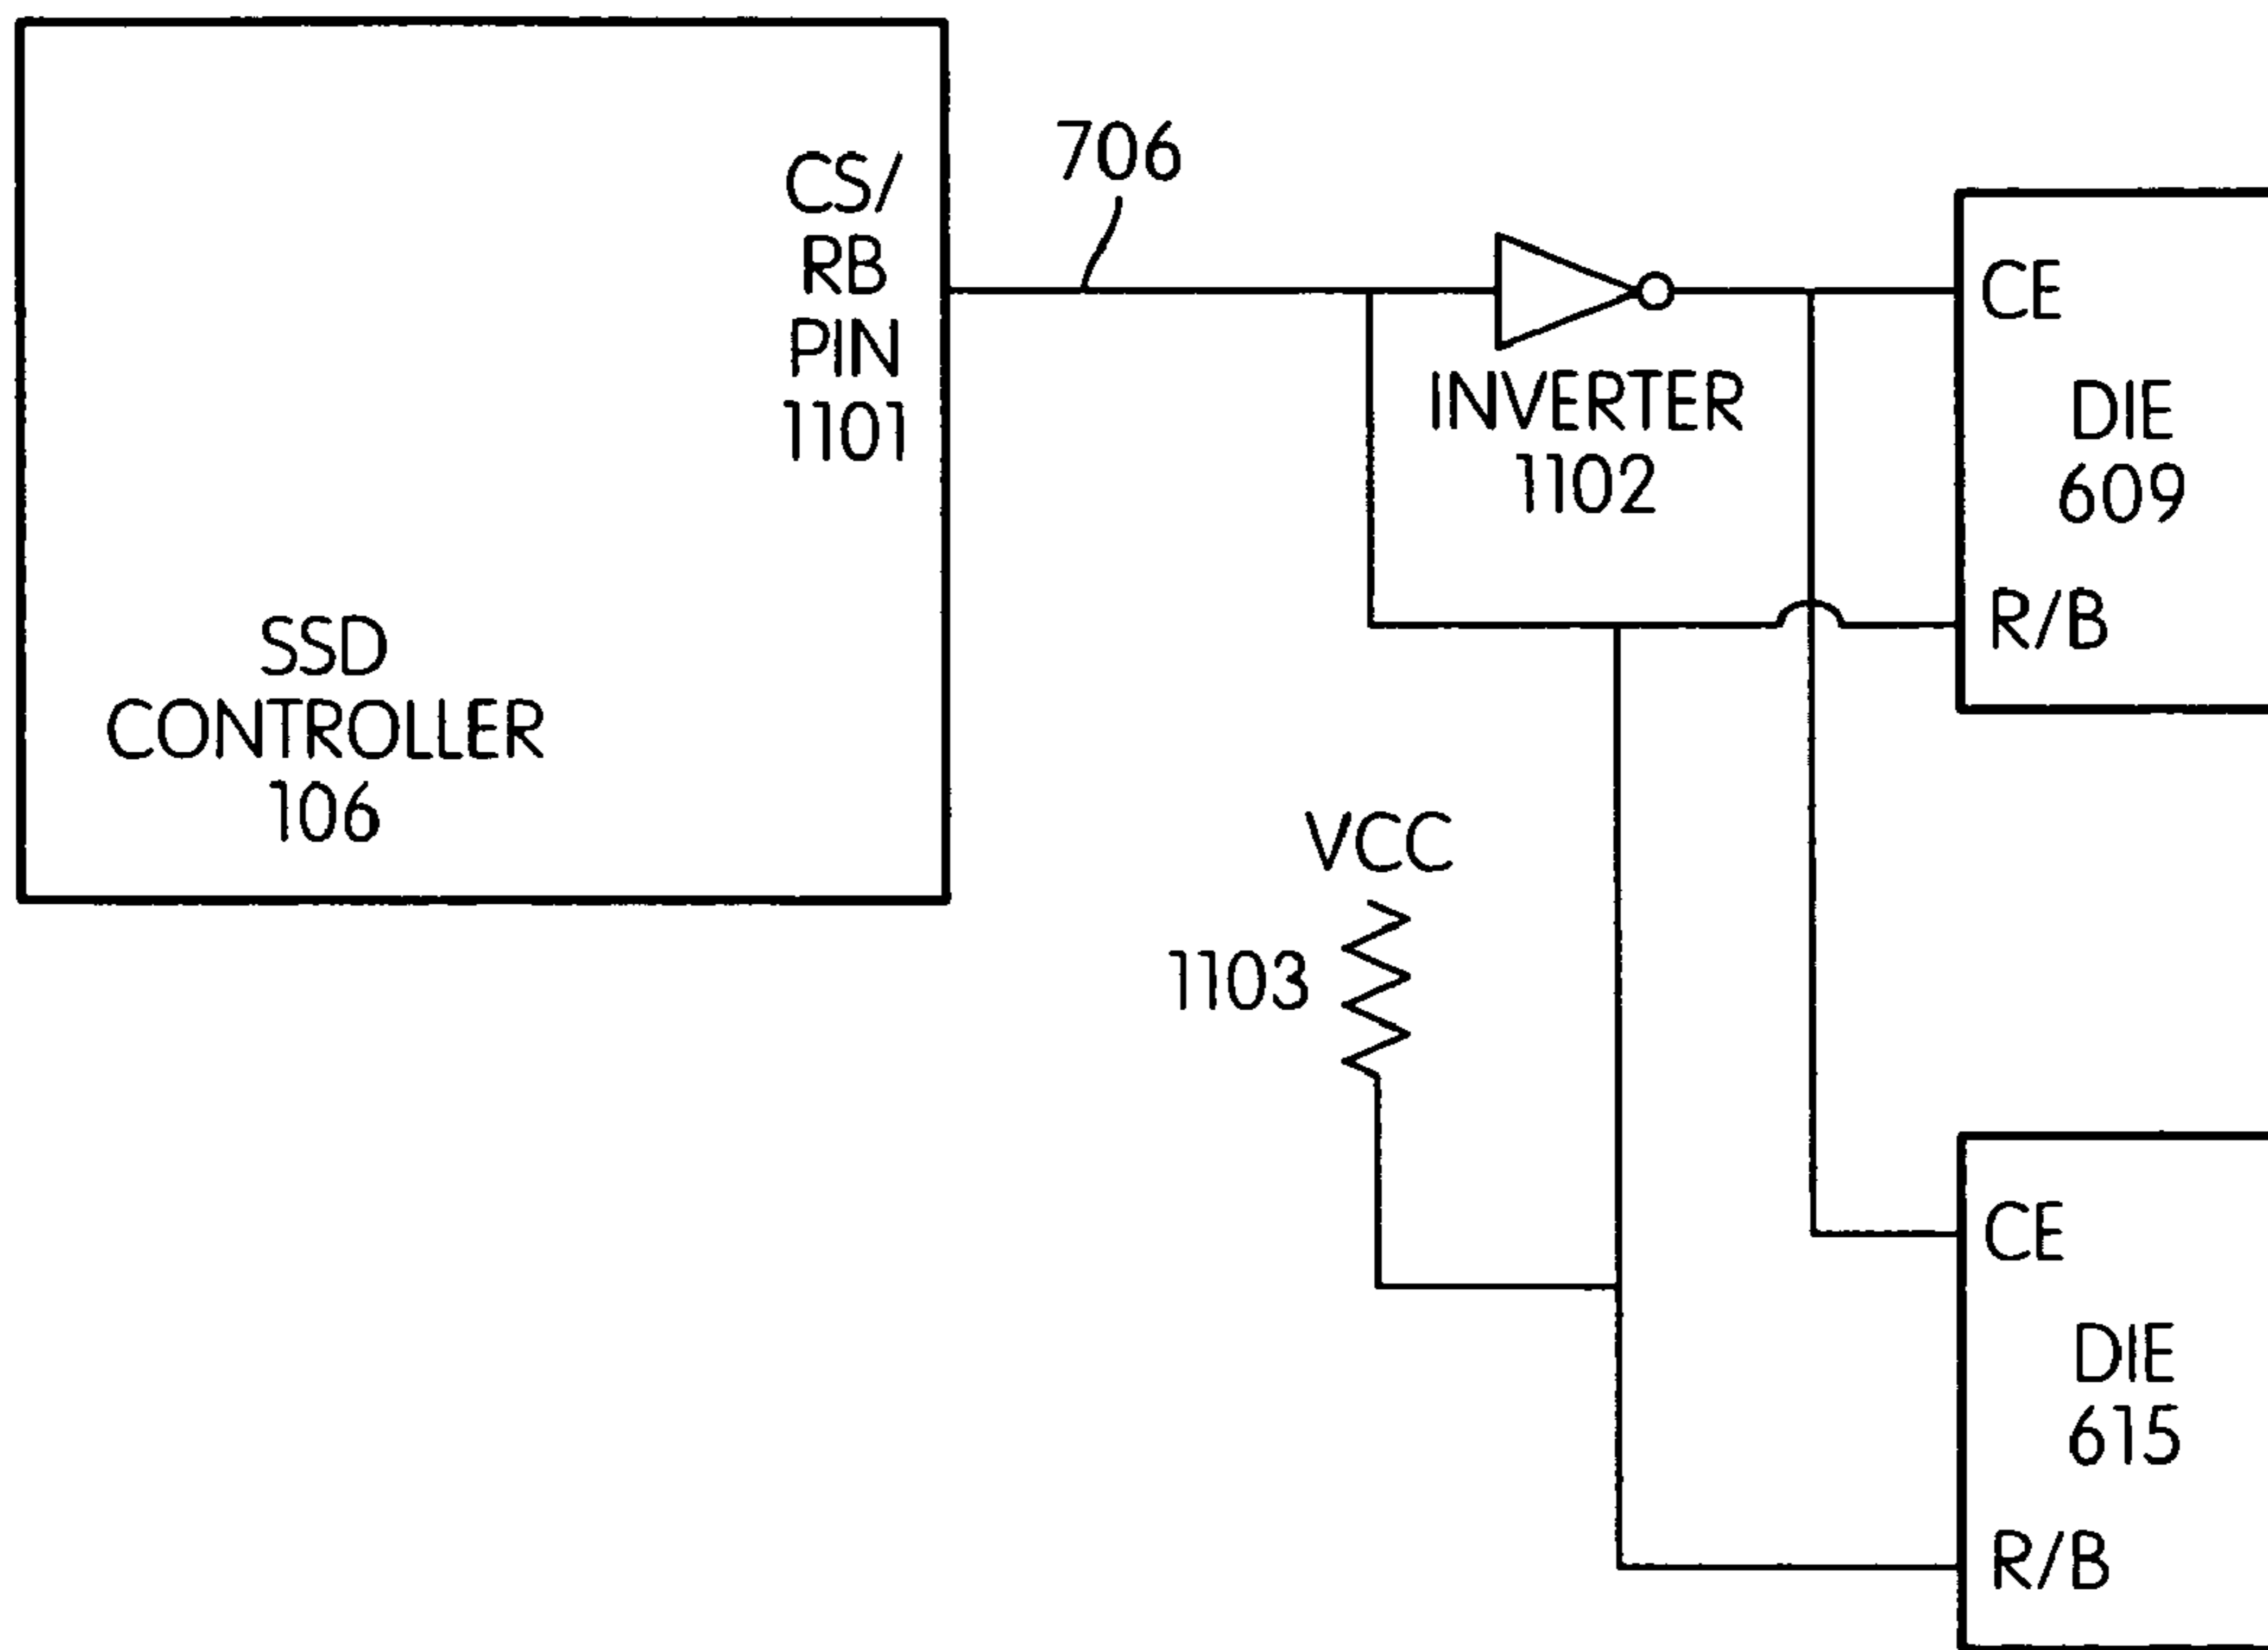 CS/
RB
PIN
1101
SSD
CONTROLLER
106
706
INVERTER
1102
CE
DIE
609
R/B
VCC
1103
CE
DIE
615
R/B